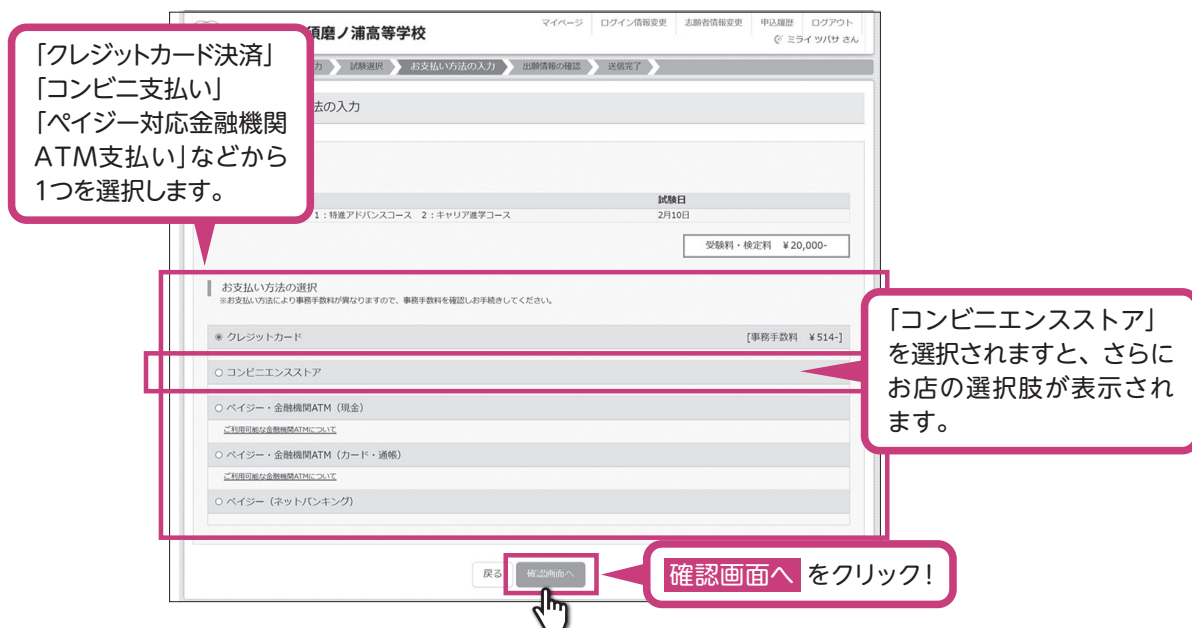 マイページ ログイン情報変更 志願者情報変更 申込履歴 ログアウト
磨ノ浦高等学校
ミライ ツバサ さん
力 試験選択 お支払い方法の入力 出願情報の確認 送信完了
法の入力
「クレジットカード決済」
「コンビニ支払い」
「ペイジー対応金融機関
ATM支払い」などから
1つを選択します。
試験日
1：特進アドバンスコース 2：キャリア進学コース 2月10日
受験料・検定料 ¥20,000-
お支払い方法の選択
※お支払い方法により事務手数料が異なりますので、事務手数料を確認しお手続きしてください。
クレジットカード [事務手数料 ¥514-]
コンビニエンスストア
「コンビニエンスストア」
を選択されますと、さらに
お店の選択肢が表示され
ます。
ペイジー・金融機関ATM（現金）
ご利用可能な金融機関ATMについて
ペイジー・金融機関ATM（カード・通帳）
ご利用可能な金融機関ATMについて
ペイジー（ネットバンキング）
戻る 確認画面へ
確認画面へ をクリック！